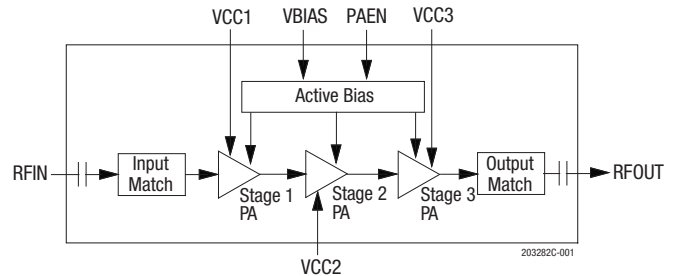 VCC1 VBIAS PAEN VCC3
Active Bias
RFIN
Input
Match
Stage 1
PA
Stage 2
PA
Stage 3
PA
Output
Match
RFOUT
203282C-001
VCC2